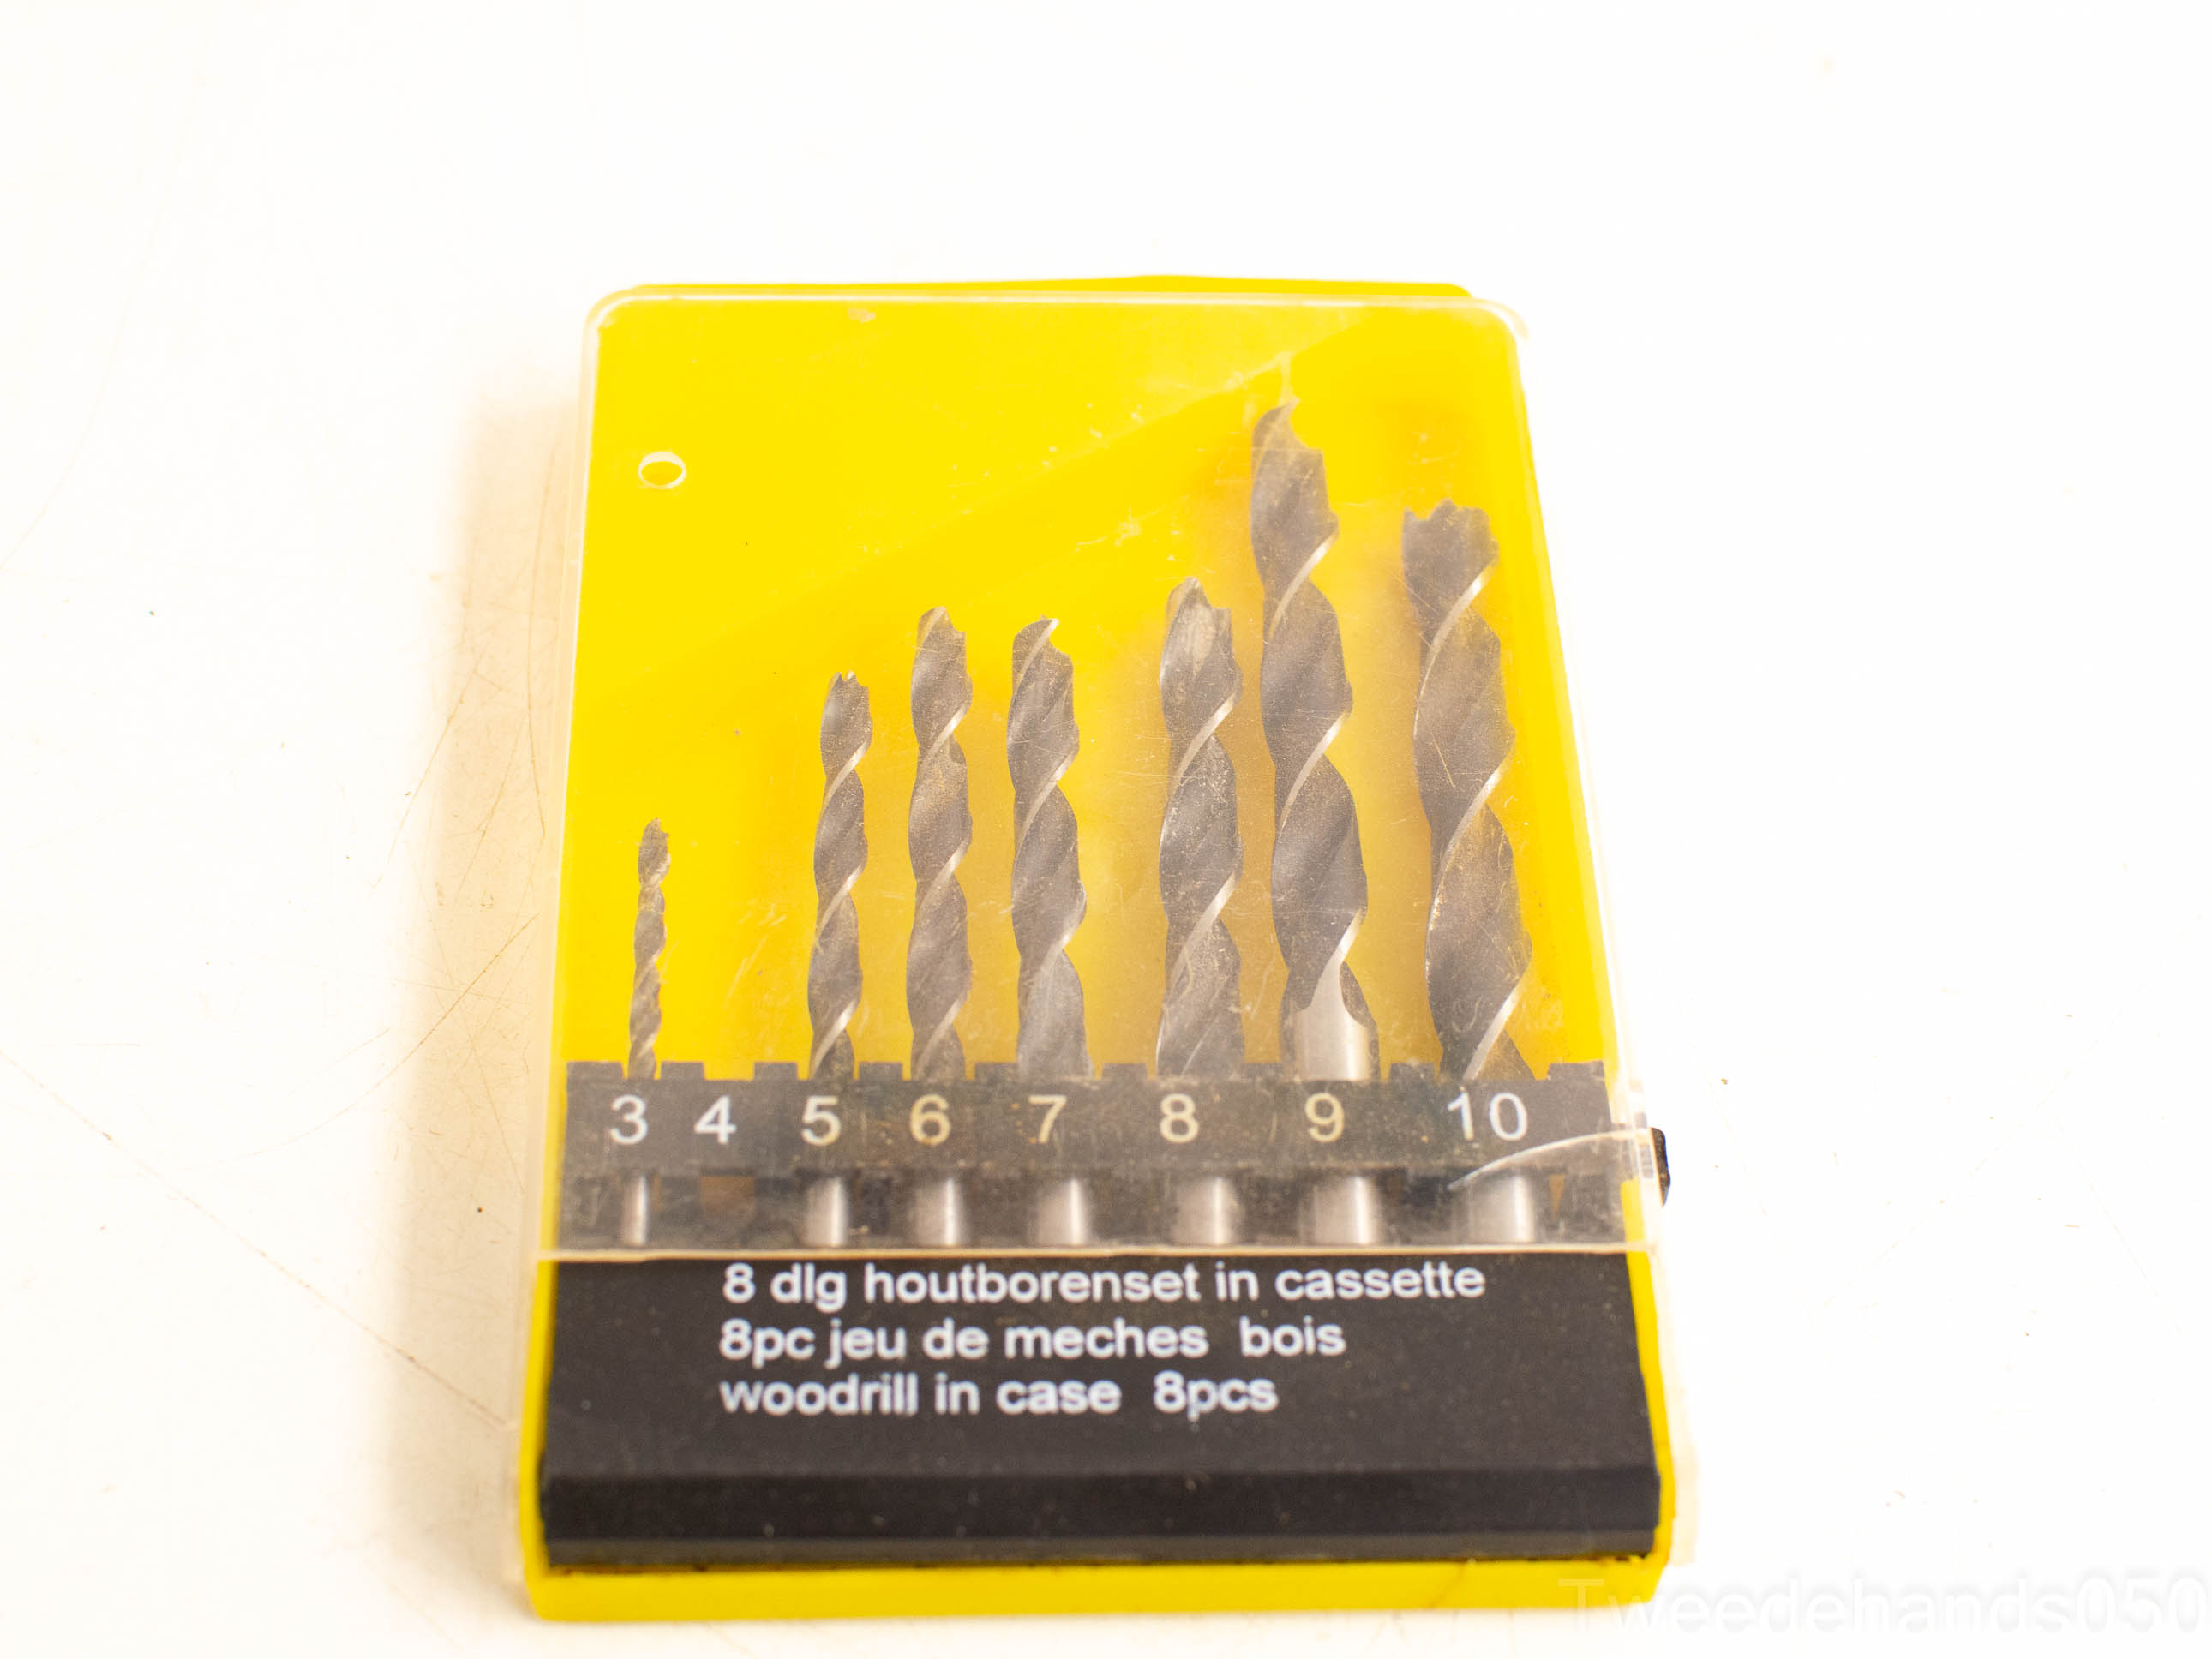 3 4 5 6 7 8 9 10
8 dlg houtborenset in cassette
8pc jeu de meches bois
woodrill in case 8pcs
Tweedehands050